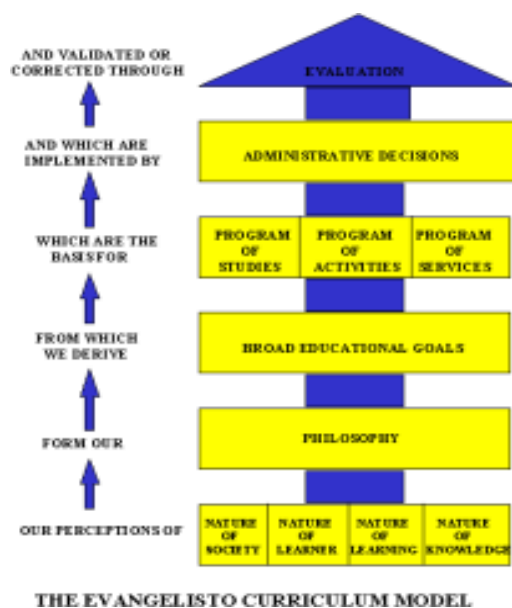 AND VALIDATED OR
CORRECTED THROUGH
EVALUATION
AND WHICH ARE
IMPLEMENTED BY
ADMINISTRATIVE DECISIONS
WHICH ARE THE
BASIS FOR
PROGRAM
OF
STUDIES
PROGRAM
OF
ACTIVITIES
PROGRAM
OF
SERVICES
FROM WHICH
WE DERIVE
BROAD EDUCATIONAL GOALS
FORM OUR
PHILOSOPHY
OUR PERCEPTIONS OF
NATURE
OF
SOCIETY
NATURE
OF
LEARNER
NATURE
OF
LEARNING
NATURE
OF
KNOWLEDGE
THE EVANGELISTO CURRICULUM MODEL